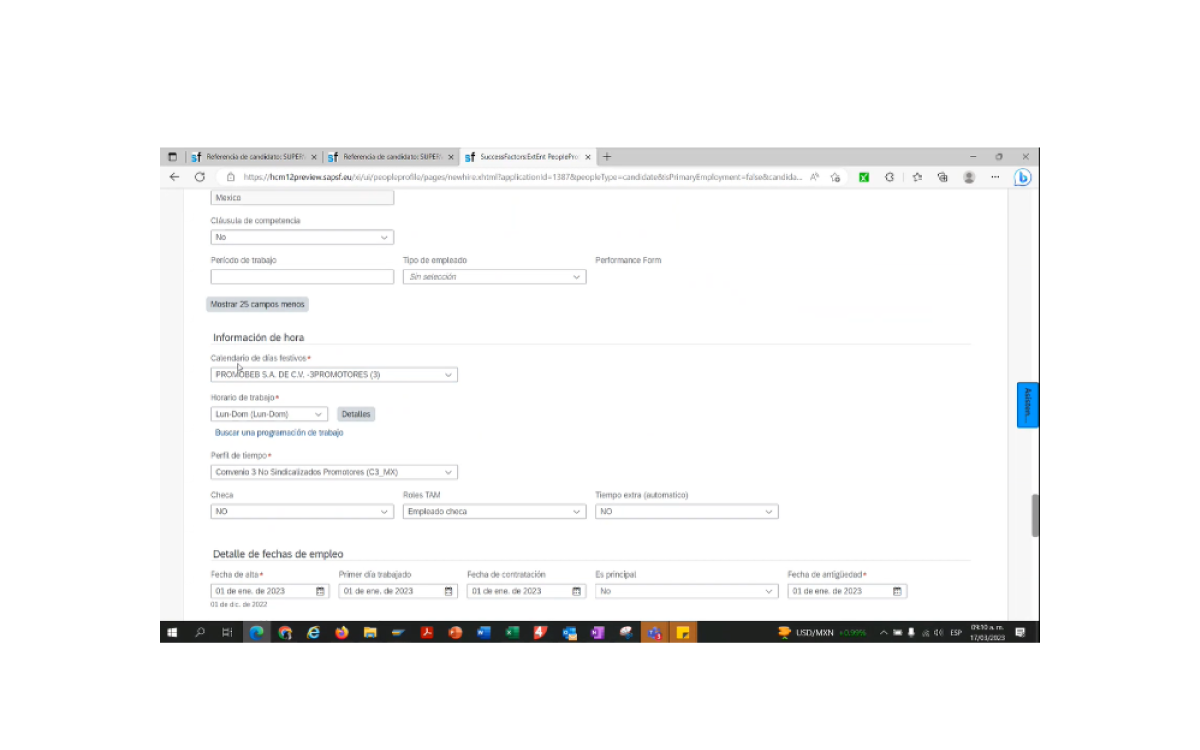 Referencia de candidato: SUPERV
Referencia de candidato: SUPERV
SuccessFactors:ExtEnt PeoplePro
https://hcm12preview.sapsf.eu/xi/ui/peopleprofile/pages/newhire.xhtml?applicationId=1387&peopleType=candidate&isPrimaryEmployment=false&candida...
Mexico
Cláusula de competencia
No
Período de trabajo Tipo de empleado Performance Form
Sin selección
Mostrar 25 campos menos
Información de hora
Calendario de días festivos*
PROMOBEB S.A. DE C.V. -3PROMOTORES (3)
Horario de trabajo*
Lun-Dom (Lun-Dom) Detalles
Buscar una programación de trabajo
Perfil de tiempo*
Convenio 3 No Sindicalizados Promotores (C3_MX)
Checa Roles TAM Tiempo extra (automatico)
NO Empleado checa NO
Detalle de fechas de empleo
Fecha de alta* Primer día trabajado Fecha de contratación Es principal Fecha de antigüedad*
01 de ene. de 2023 01 de ene. de 2023 01 de ene. de 2023 No 01 de ene. de 2023
01 de dic. de 2022
Asisten...
USD/MXN +0.99% ESP 09:10 a. m.
17/03/2023